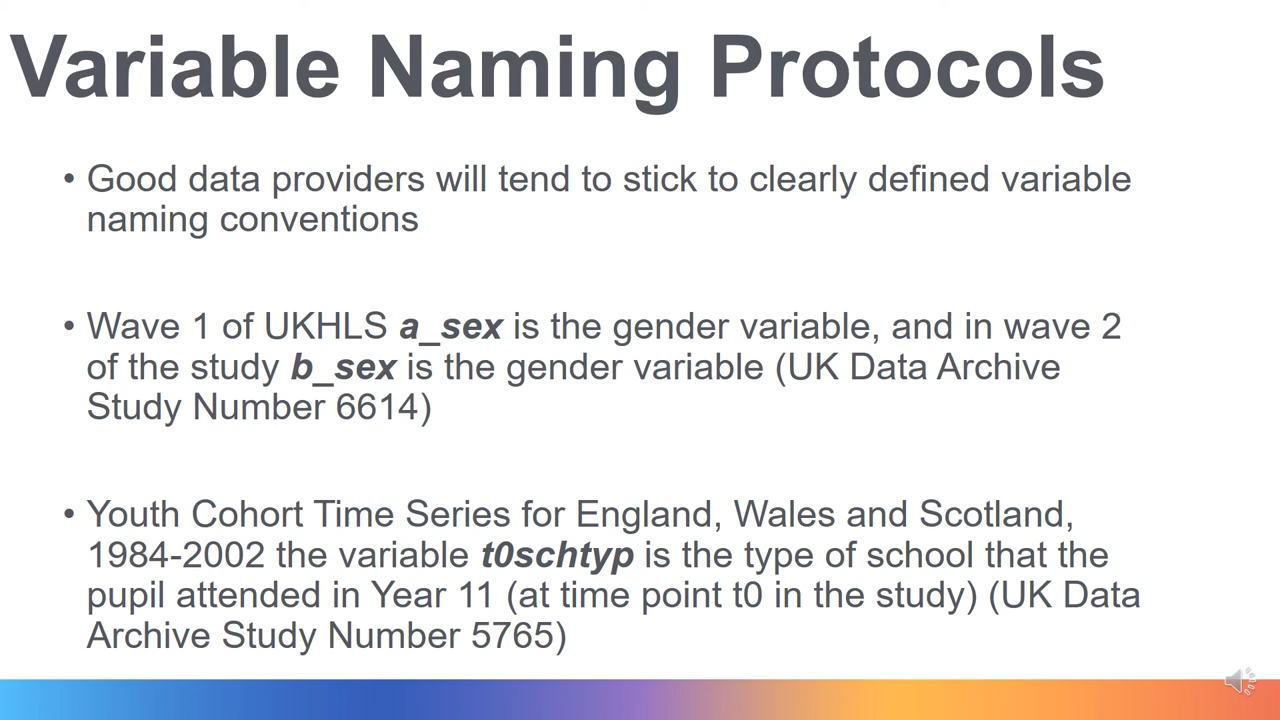 Variable Naming Protocols
• Good data providers will tend to stick to clearly defined variable
naming conventions
• Wave 1 of UKHLS a_sex is the gender variable, and in wave 2
of the study b_sex is the gender variable (UK Data Archive
Study Number 6614)
• Youth Cohort Time Series for England, Wales and Scotland,
1984-2002 the variable t0schtyp is the type of school that the
pupil attended in Year 11 (at time point t0 in the study) (UK Data
Archive Study Number 5765)